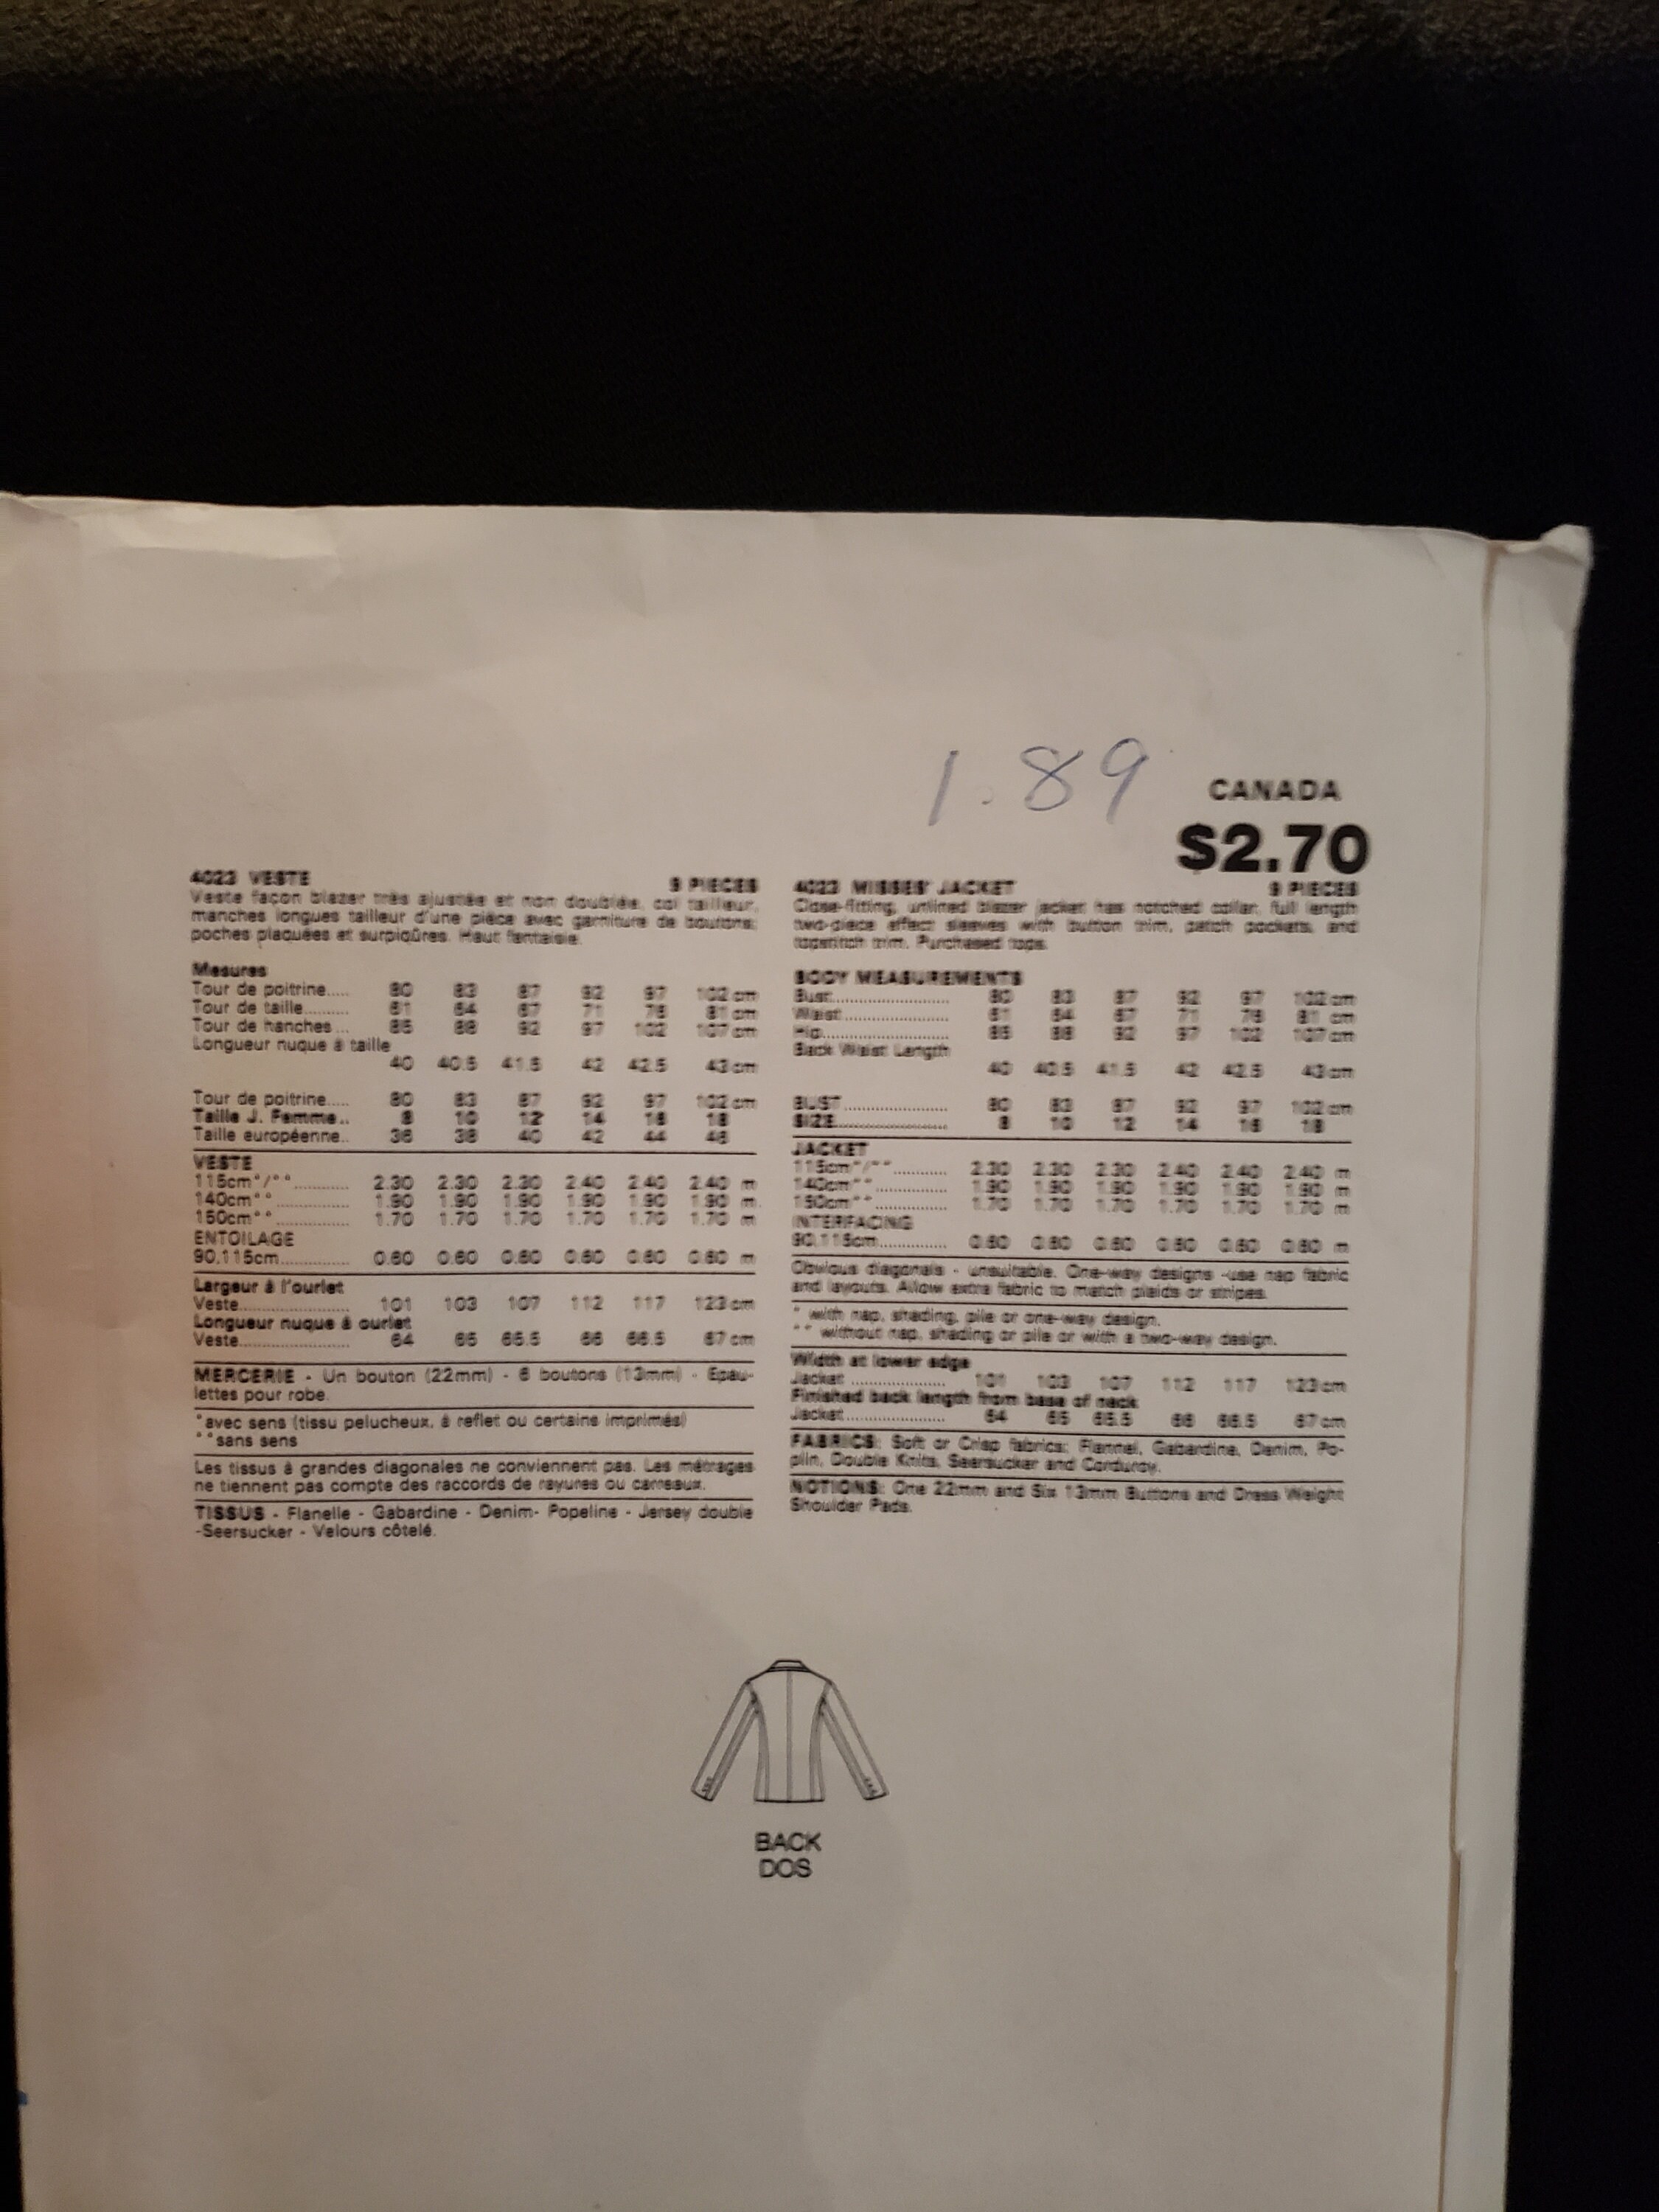 1.89
CANADA
$2.70
4023 VESTE 9 PIECES
Veste façon blazer très ajustée et non doublée, col tailleur,
manches longues tailleur d'une pièce avec garniture de boutons;
poches plaquées et surpiqûres. Haut fantaisie.
Mesures
Tour de poitrine..... 80 83 87 92 97 102 cm
Tour de taille......... 61 64 67 71 76 81 cm
Tour de hanches... 85 88 92 97 102 107 cm
Longueur nuque à taille
40 40.5 41.5 42 42.5 43 cm
Tour de poitrine..... 80 83 87 92 97 102 cm
Taille J. Femme.. 8 10 12 14 16 18
Taille européenne.. 36 38 40 42 44 46
VESTE
115cm*/**............ 2.30 2.30 2.30 2.40 2.40 2.40 m
140cm**.............. 1.90 1.90 1.90 1.90 1.90 1.90 m.
150cm**.............. 1.70 1.70 1.70 1.70 1.70 1.70 m
ENTOILAGE
90,115cm............. 0.60 0.60 0.60 0.60 0.60 0.60 m
Largeur à l'ourlet
Veste.................... 101 103 107 112 117 123 cm
Longueur nuque à ourlet
Veste.................... 64 65 65.5 66 66.5 67 cm
MERCERIE - Un bouton (22mm) - 6 boutons (13mm) - Epau-
lettes pour robe.
*avec sens (tissu pelucheux, à reflet ou certains imprimés)
**sans sens
Les tissus à grandes diagonales ne conviennent pas. Les métrages
ne tiennent pas compte des raccords de rayures ou carreaux.
TISSUS - Flanelle - Gabardine - Denim- Popeline - Jersey double
-Seersucker - Velours côtelé.
4023 MISSES' JACKET 9 PIECES
Close-fitting, unlined blazer jacket has notched collar, full length
two-piece effect sleeves with button trim, patch pockets, and
topstitch trim. Purchased tops.
BODY MEASUREMENTS
Bust..................... 80 83 87 92 97 102 cm
Waist.................... 61 64 67 71 76 81 cm
Hip....................... 85 88 92 97 102 107 cm
Back Waist Length
40 40.5 41.5 42 42.5 43 cm
BUST................... 80 83 87 92 97 102 cm
SIZE.................... 8 10 12 14 16 18
JACKET
115cm*/**.......... 2.30 2.30 2.30 2.40 2.40 2.40 m
140cm**............. 1.90 1.90 1.90 1.90 1.90 1.90 m
150cm**............. 1.70 1.70 1.70 1.70 1.70 1.70 m
INTERFACING
90,115cm............ 0.60 0.60 0.60 0.60 0.60 0.60 m
Obvious diagonals - unsuitable. One-way designs -use nap fabric
and layouts. Allow extra fabric to match plaids or stripes.
* with nap, shading, pile or one-way design.
** without nap, shading or pile or with a two-way design.
Width at lower edge
Jacket................. 101 103 107 112 117 123 cm
Finished back length from base of neck
Jacket................. 64 65 65.5 66 66.5 67 cm
FABRICS: Soft or Crisp fabrics: Flannel, Gabardine, Denim, Po-
plin, Double Knits, Seersucker and Corduroy.
NOTIONS: One 22mm and Six 13mm Buttons and Dress Weight
Shoulder Pads.
BACK
DOS